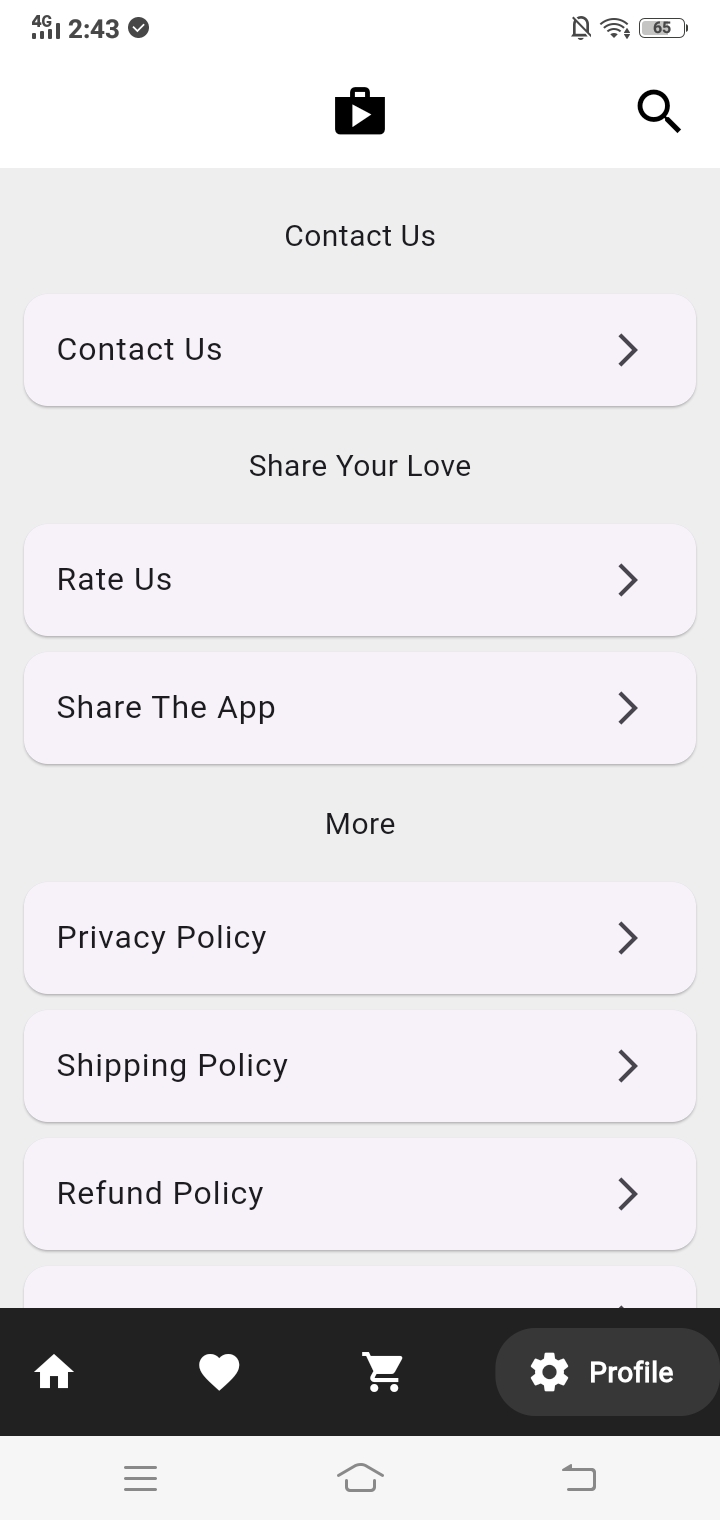 4G
2:43
65
Contact Us
Contact Us
Share Your Love
Rate Us
Share The App
More
Privacy Policy
Shipping Policy
Refund Policy
Profile